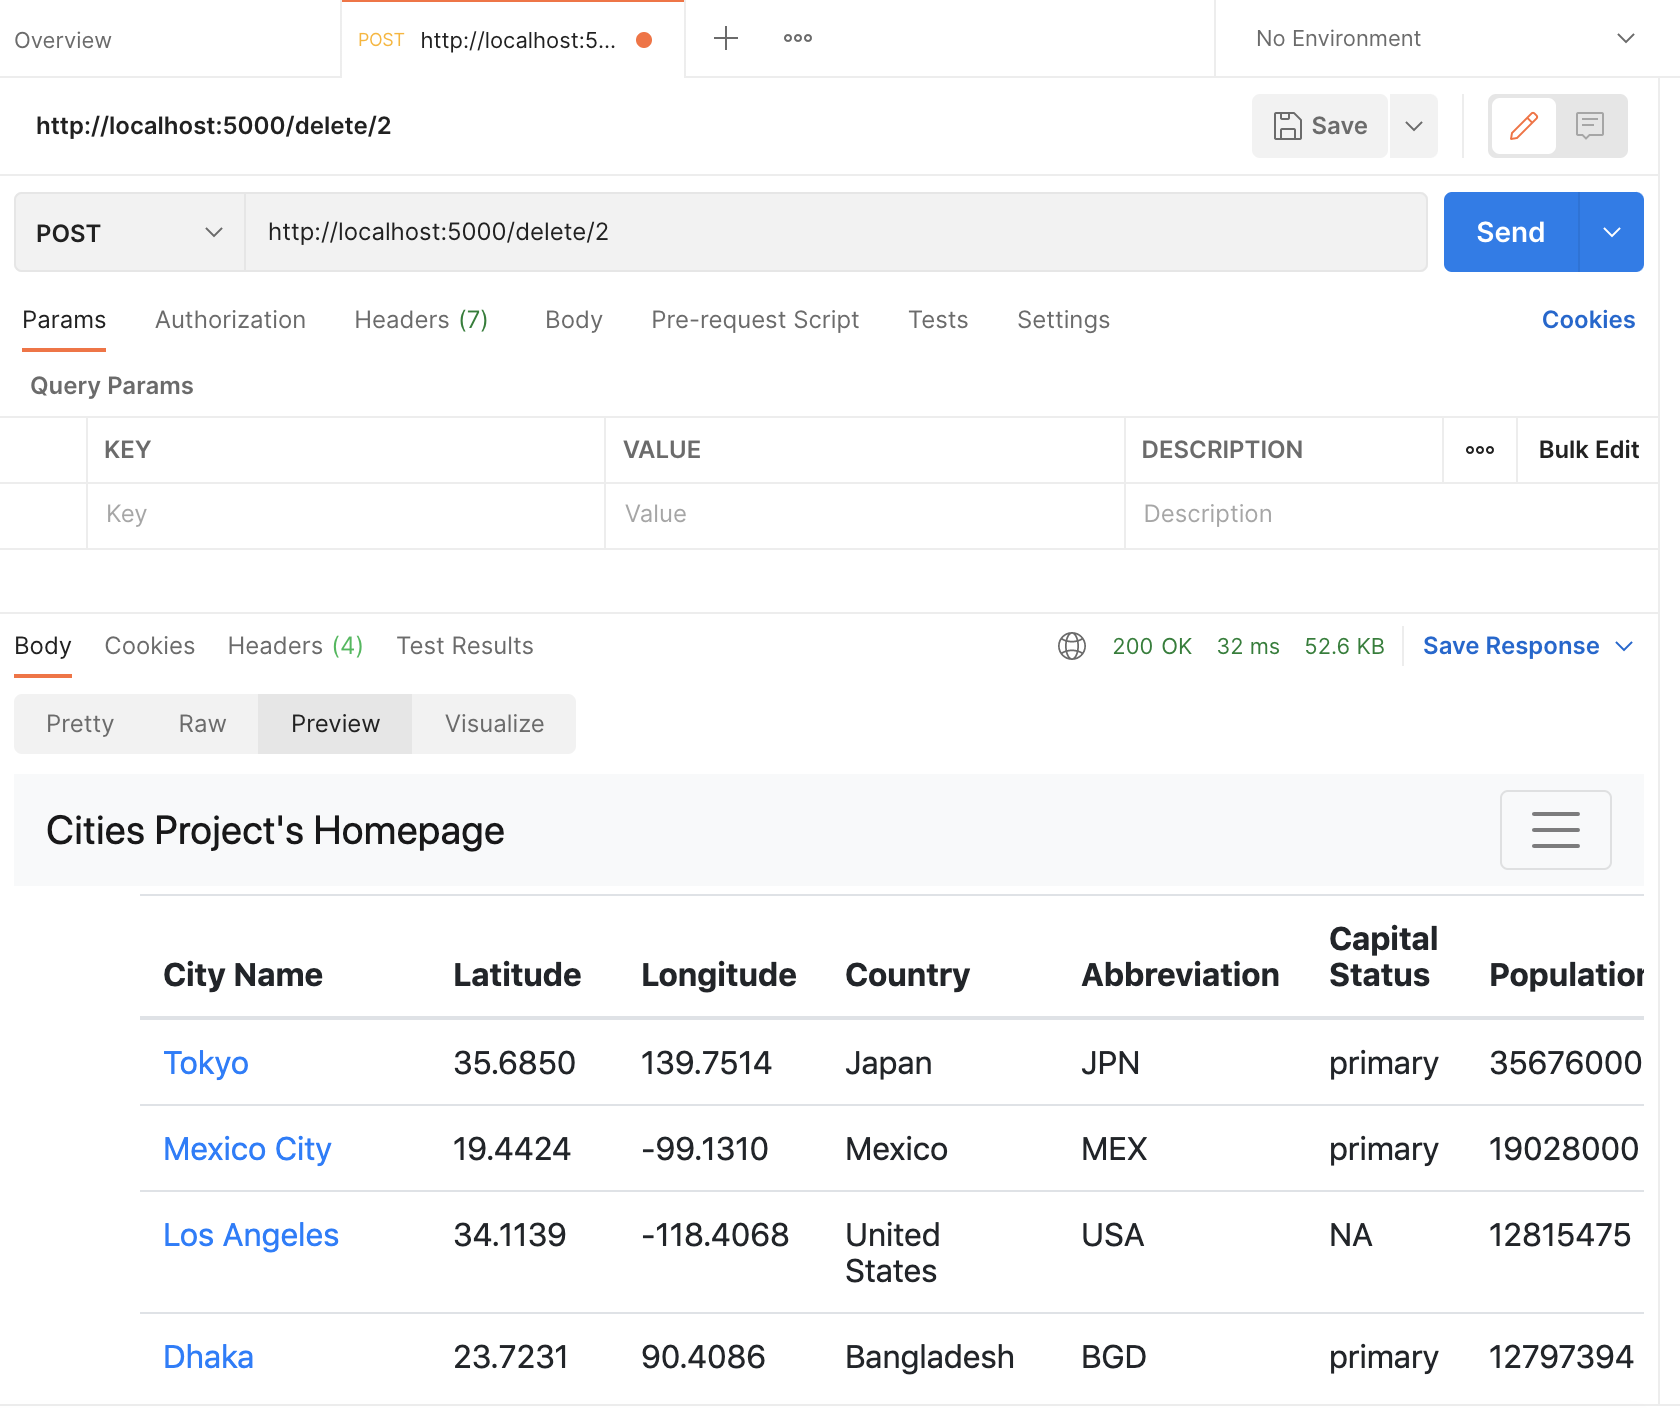 Overview POST http://localhost:5... No Environment
http://localhost:5000/delete/2 Save
POST http://localhost:5000/delete/2 Send
Params Authorization Headers (7) Body Pre-request Script Tests Settings Cookies
Query Params
KEY VALUE DESCRIPTION Bulk Edit
Key Value Description
Body Cookies Headers (4) Test Results 200 OK 32 ms 52.6 KB Save Response
Pretty Raw Preview Visualize
Cities Project's Homepage
City Name Latitude Longitude Country Abbreviation Capital Status Population
Tokyo 35.6850 139.7514 Japan JPN primary 35676000
Mexico City 19.4424 -99.1310 Mexico MEX primary 19028000
Los Angeles 34.1139 -118.4068 United States USA NA 12815475
Dhaka 23.7231 90.4086 Bangladesh BGD primary 12797394